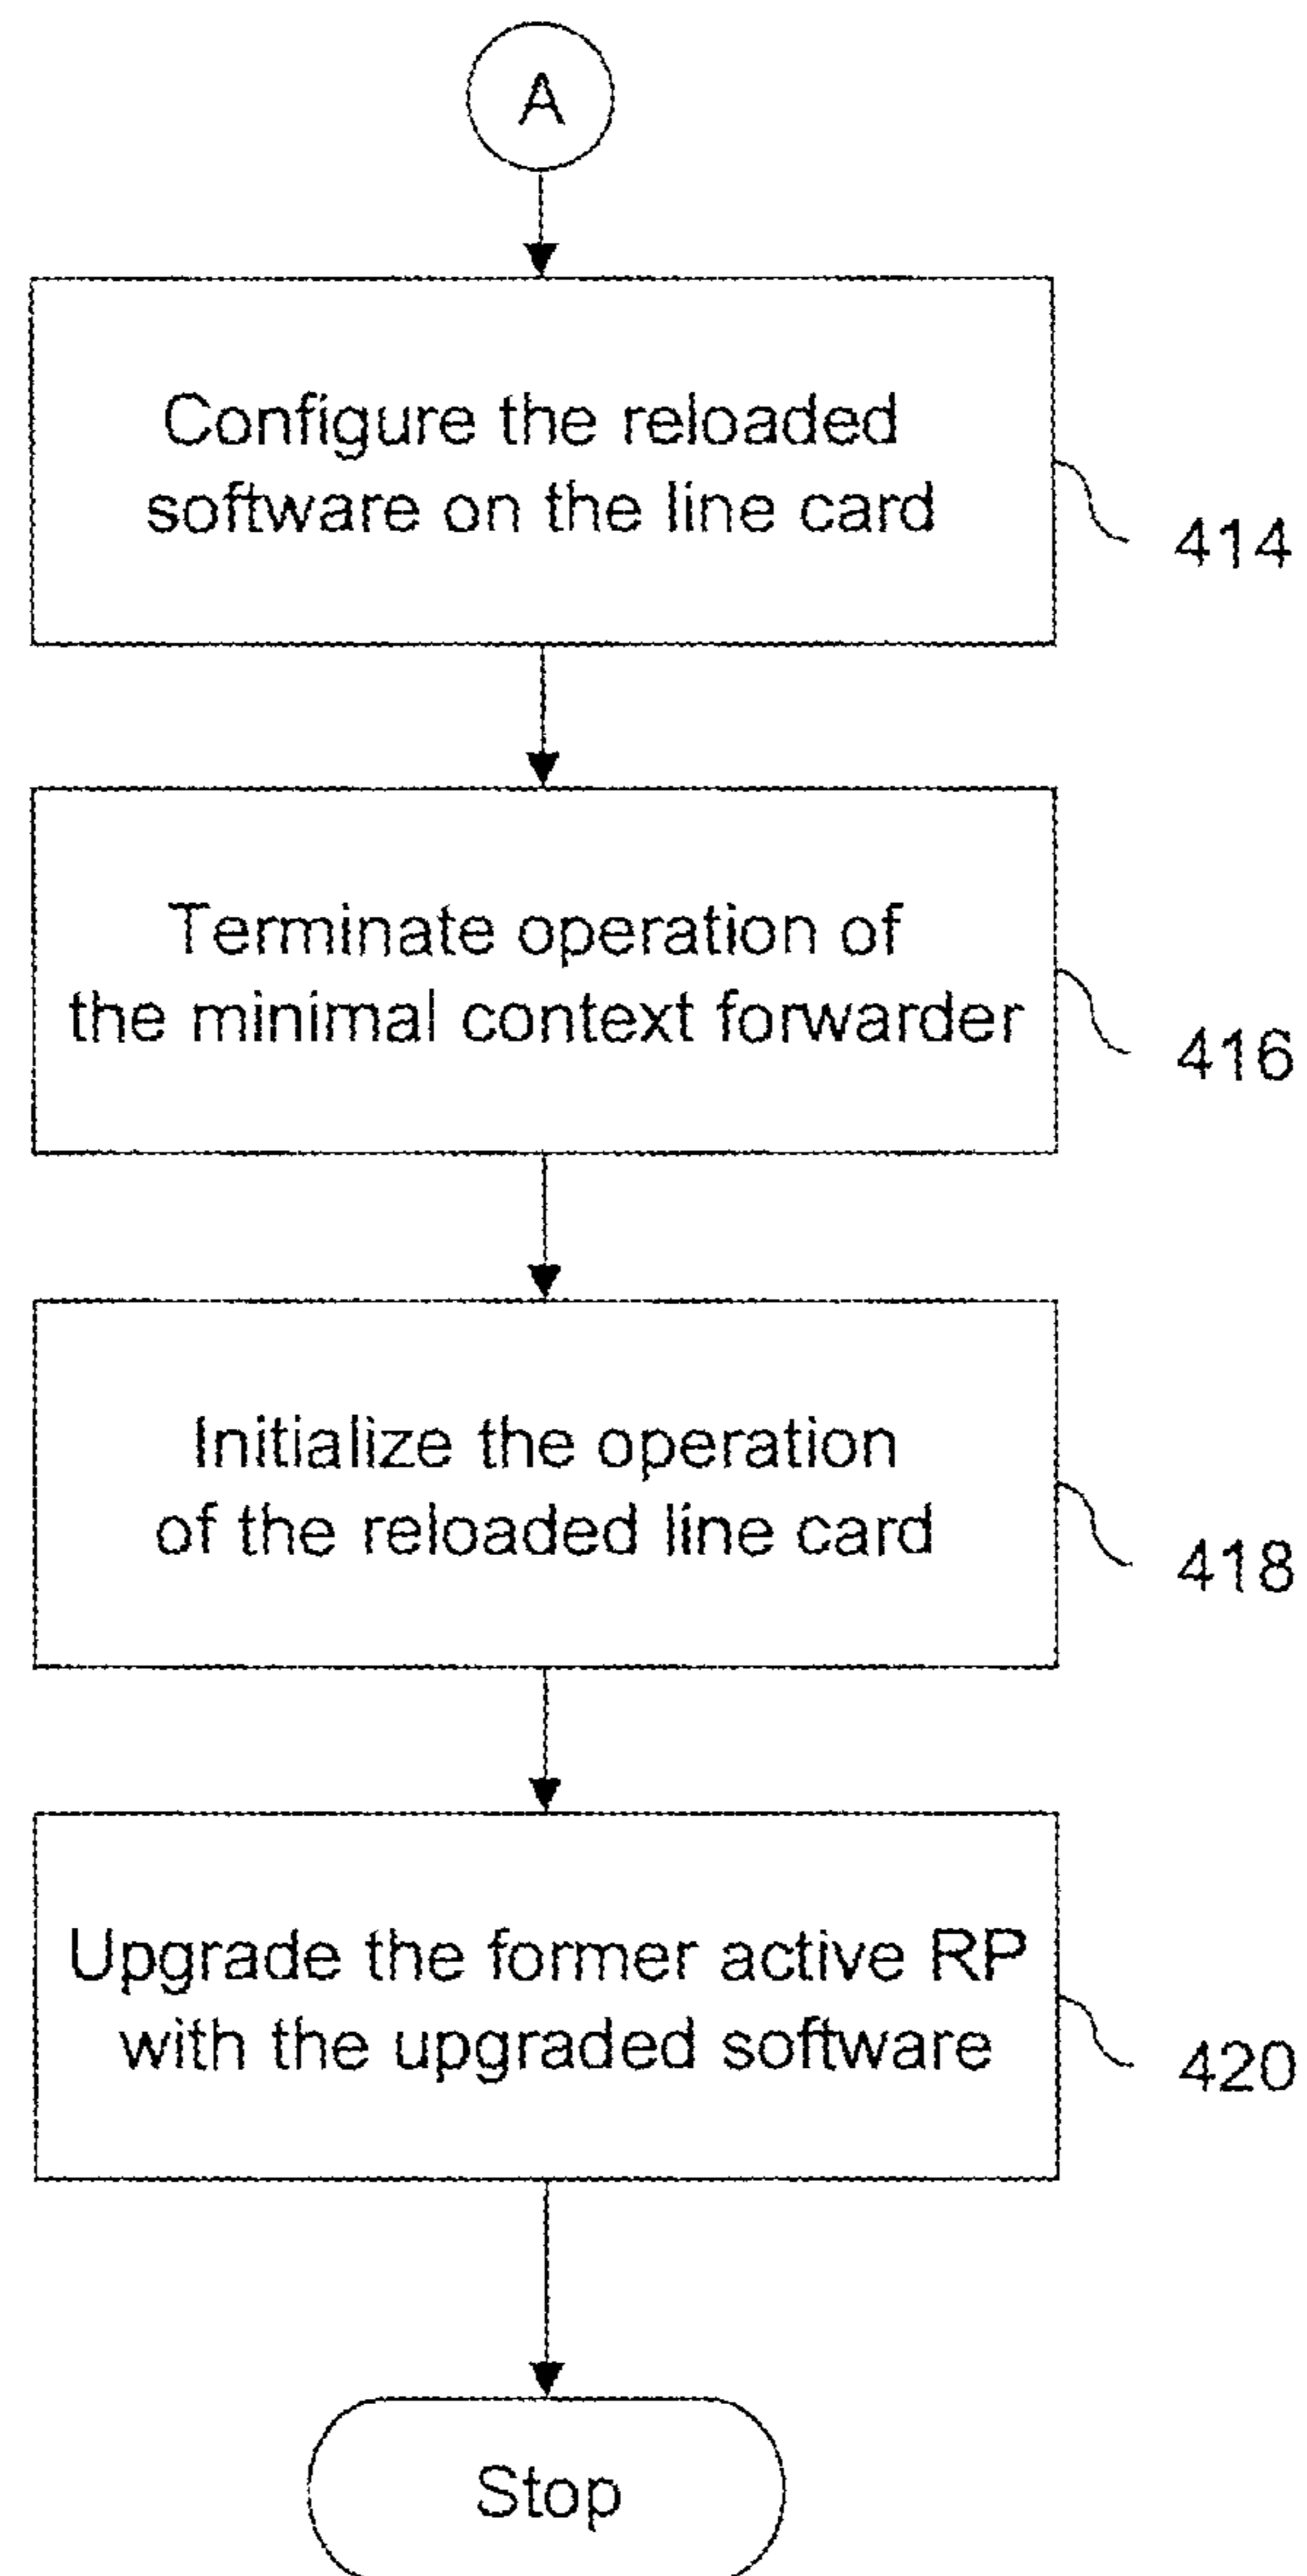 A
Configure the reloaded
software on the line card
414
Terminate operation of
the minimal context forwarder
416
Initialize the operation
of the reloaded line card
418
Upgrade the former active RP
with the upgraded software
420
Stop